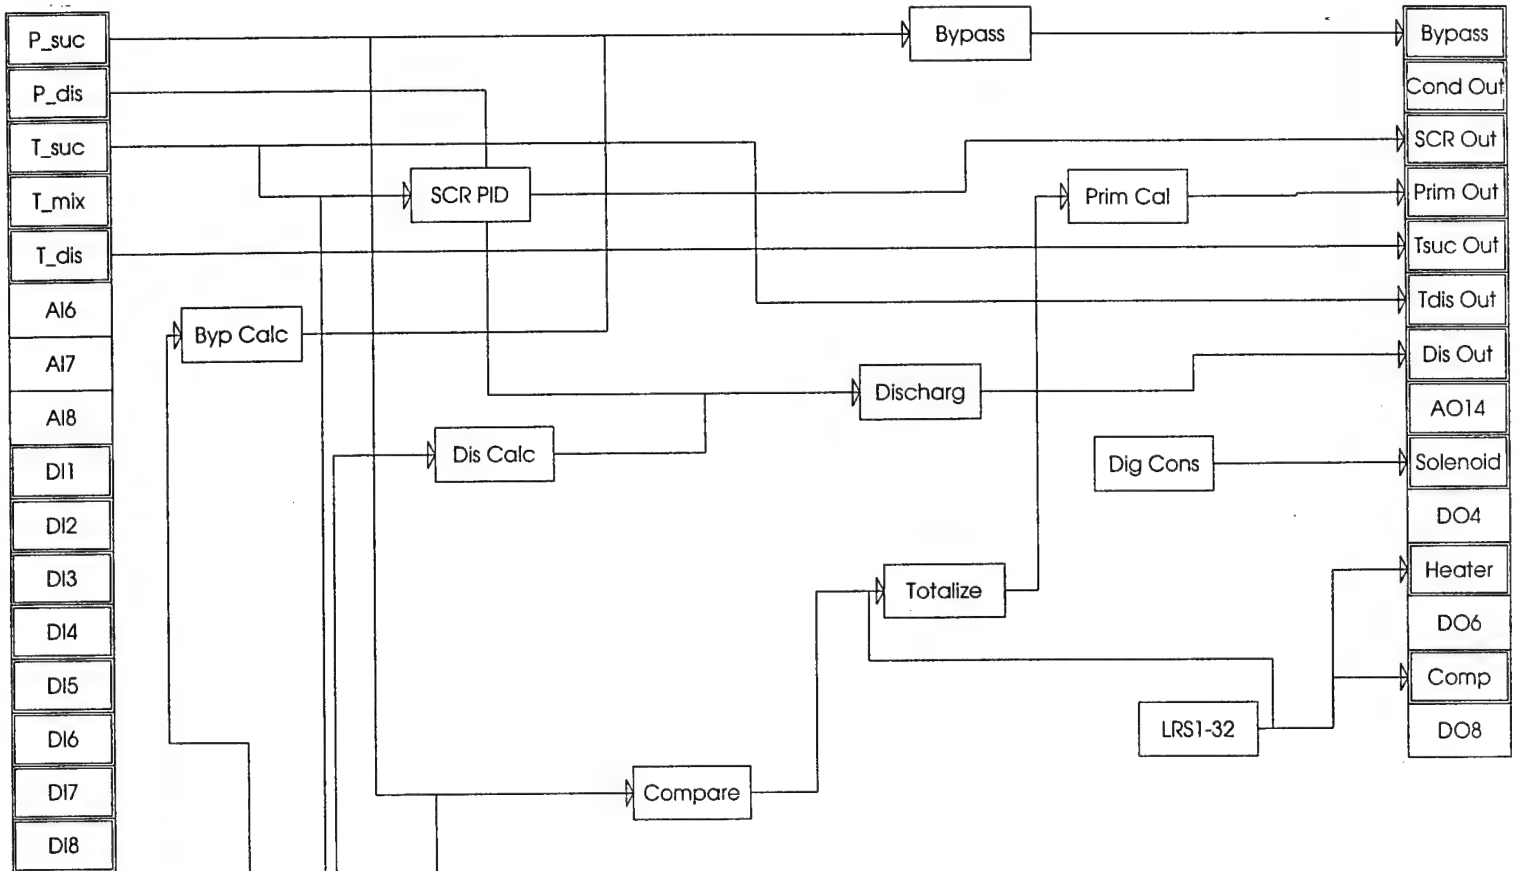 P_suc
P_dis
T_suc
T_mix
T_dis
AI6
AI7
AI8
DI1
DI2
DI3
DI4
DI5
DI6
DI7
DI8
Byp Calc
SCR PID
Dis Calc
Compare
Bypass
Discharg
Totalize
Prim Cal
Dig Cons
LRS1-32
Bypass
Cond Out
SCR Out
Prim Out
Tsuc Out
Tdis Out
Dis Out
AO14
Solenoid
DO4
Heater
DO6
Comp
DO8